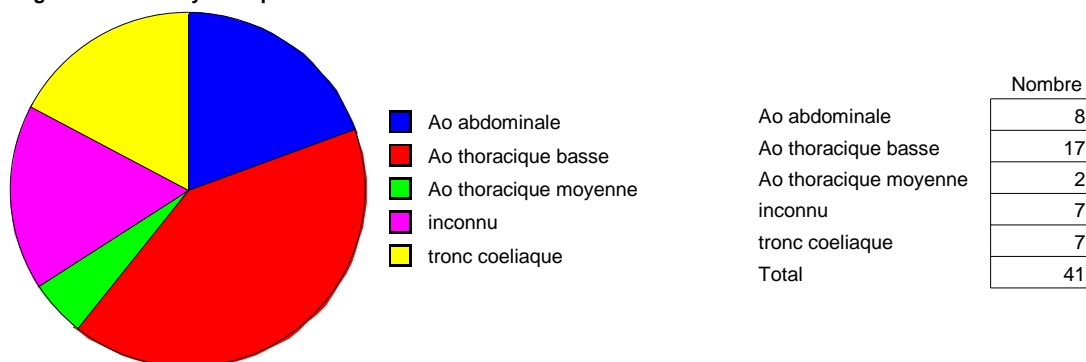 Ao abdominale
Ao thoracique basse
Ao thoracique moyenne
inconnu
tronc coeliaque
Nombre
Ao abdominale 8
Ao thoracique basse 17
Ao thoracique moyenne 2
inconnu 7
tronc coeliaque 7
Total 41